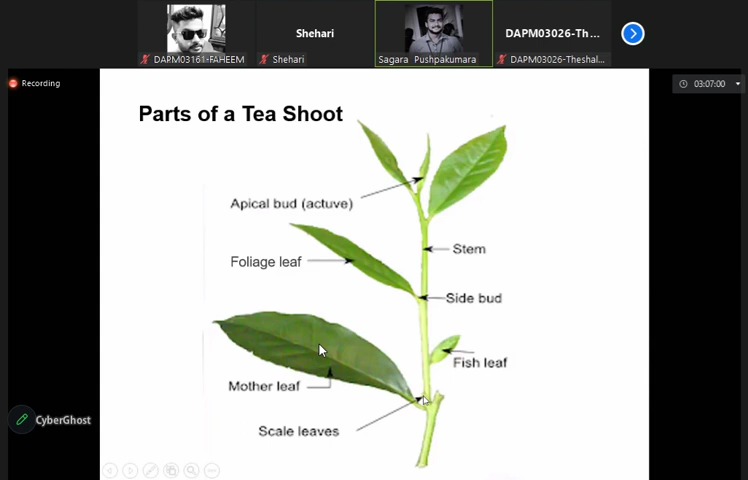 Shehari
DAPM03026-Th...
DAPM03161-FAHEEM
Shehari
Sagara Pushpakumara
DAPM03026-Theshal...
Recording
03:07:00
Parts of a Tea Shoot
Apical bud (actuve)
Stem
Foliage leaf
Side bud
Fish leaf
Mother leaf
CyberGhost
Scale leaves